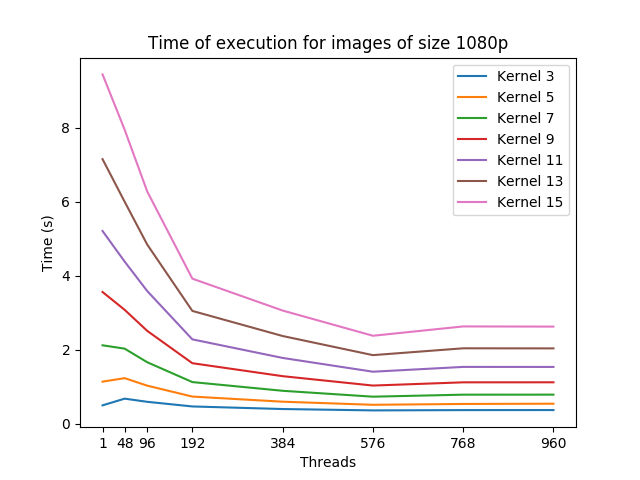 Time of execution for images of size 1080p
Kernel 3
Kernel 5
Kernel 7
Kernel 9
Kernel 11
Kernel 13
Kernel 15
Time (s)
8
6
4
2
0
1 48 96 192 384 576 768 960
Threads